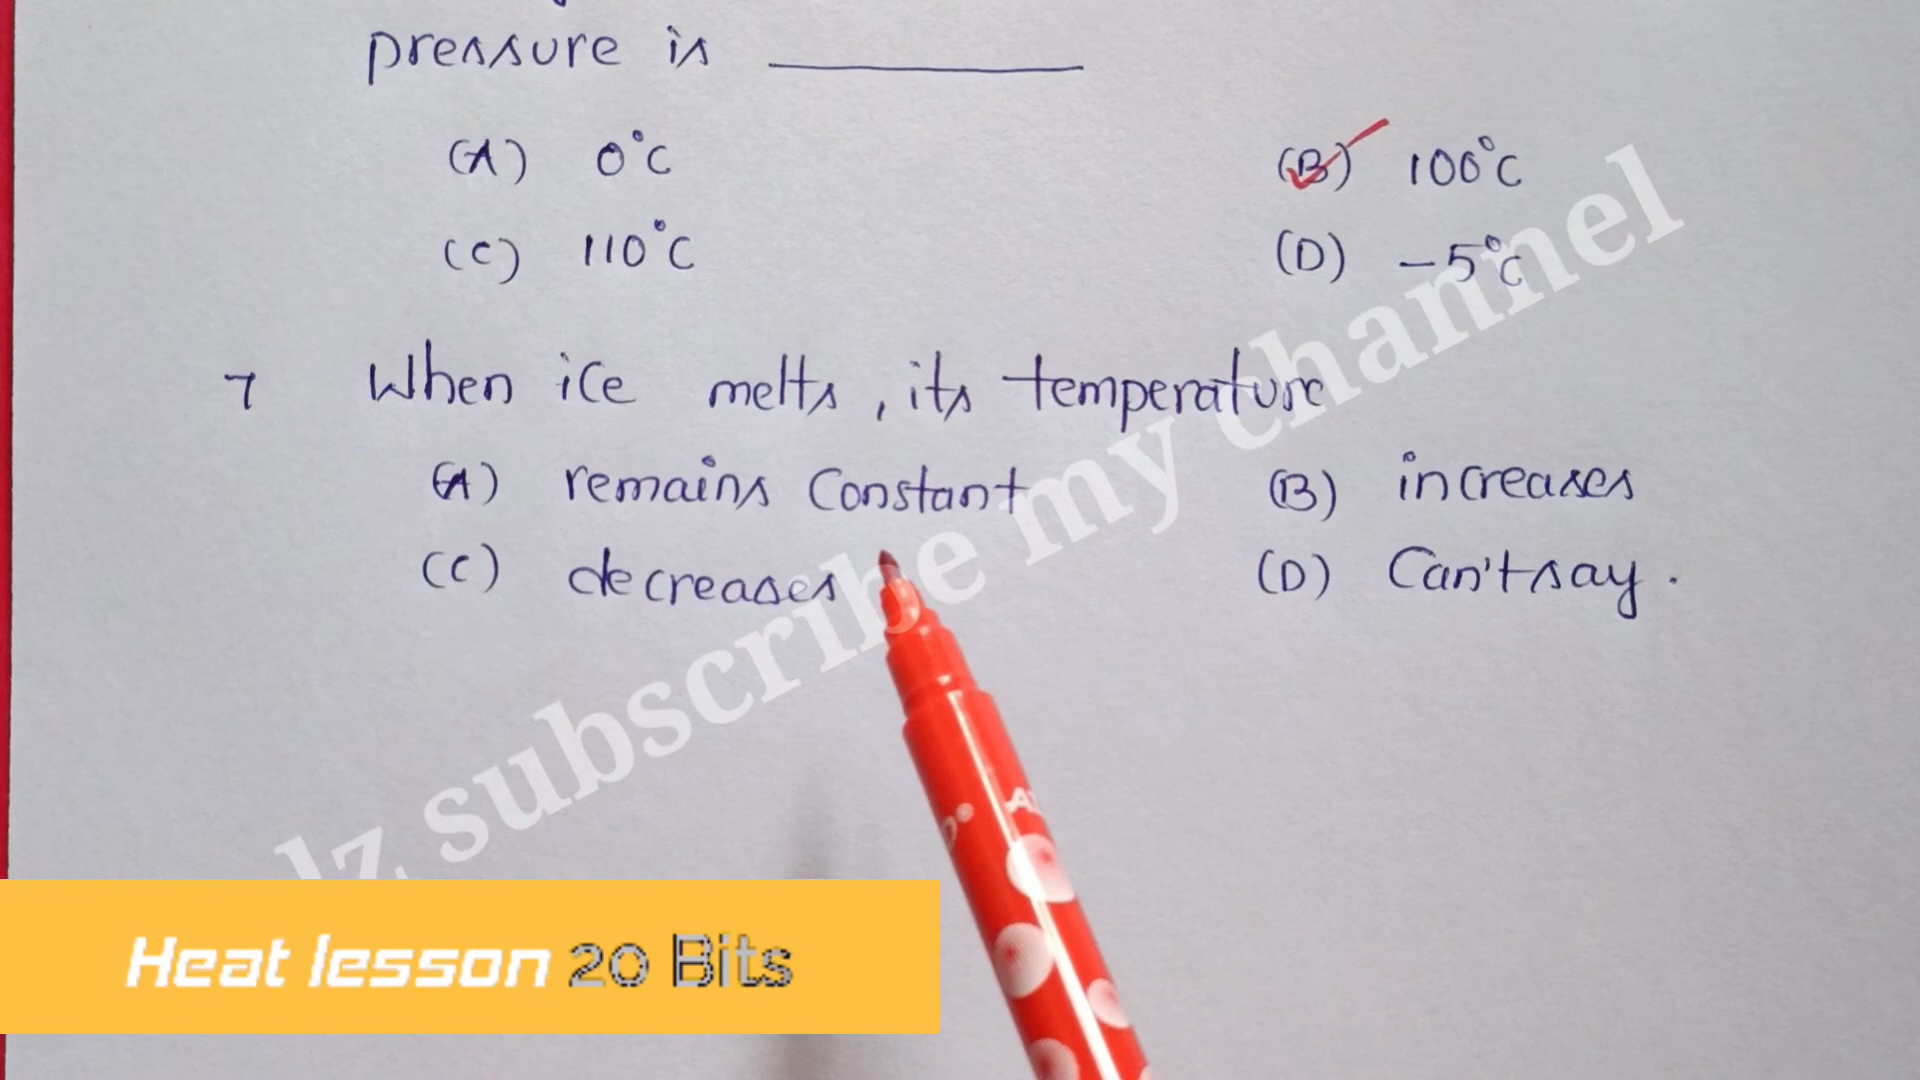 pressure is
(A) 0°C (B) 100°C
(C) 110°C (D) -5°C
7 When ice melts, its temperature
(A) remains Constant (B) increases
(C) decreases (D) Can't say.
lz subscribe my channel
Heat lesson 20 Bits